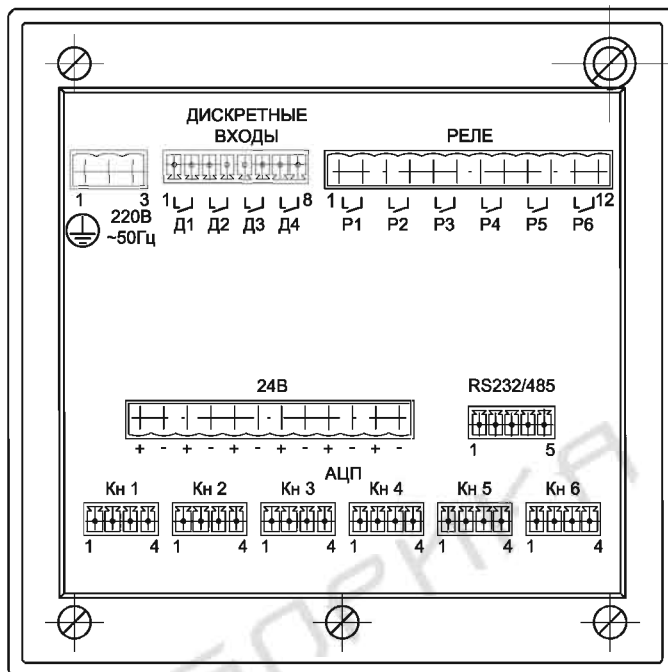 ДИСКРЕТНЫЕ
ВХОДЫ
РЕЛЕ
1 3 1 8 1 12
220В
~50Гц
Д1 Д2 Д3 Д4
Р1 Р2 Р3 Р4 Р5 Р6
24В
RS232/485
+ - + - + - + - + - + -
1 5
АЦП
Кн 1 Кн 2 Кн 3 Кн 4 Кн 5 Кн 6
1 4 1 4 1 4 1 4 1 4 1 4